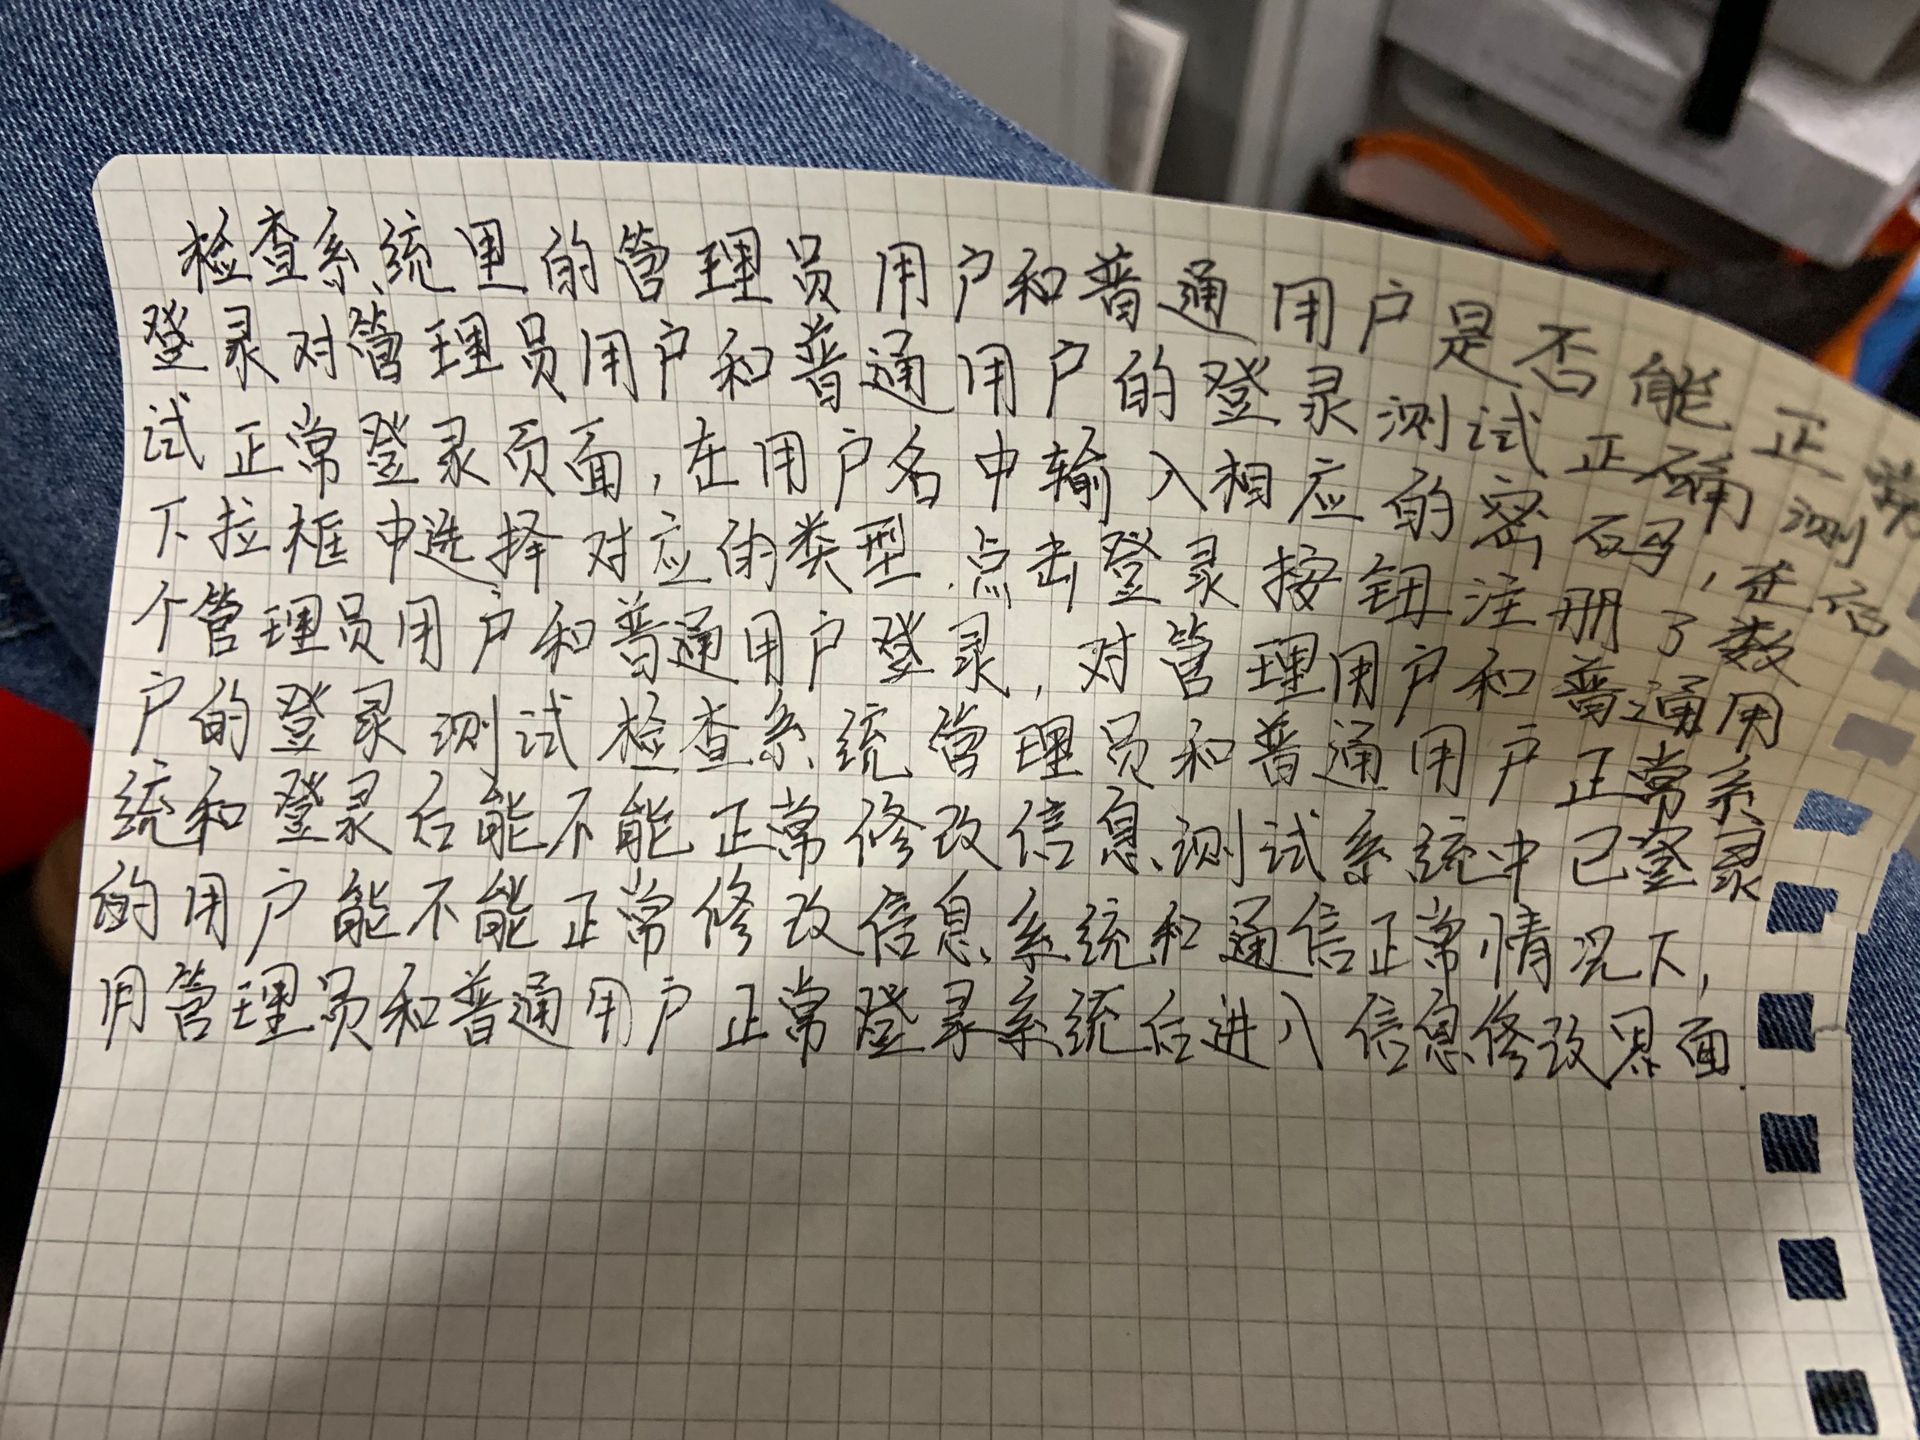 检查系统里的管理员用户和普通用户是否能正常
登录对管理员用户和普通用户的登录测试正确测
试正常登录页面,在用户名中输入相应的密码,在
下拉框中选择对应的类型.点击登录按钮注册了数
个管理员用户和普通用户登录,对管理用户和普通用
户的登录测试检查系统管理员和普通用户正常系
统和登录后能不能正常修改信息测试系统中已登录
的用户能不能正常修改信息系统和通信正常情况下,
用管理员和普通用户正常登录系统后进入信息修改界面.